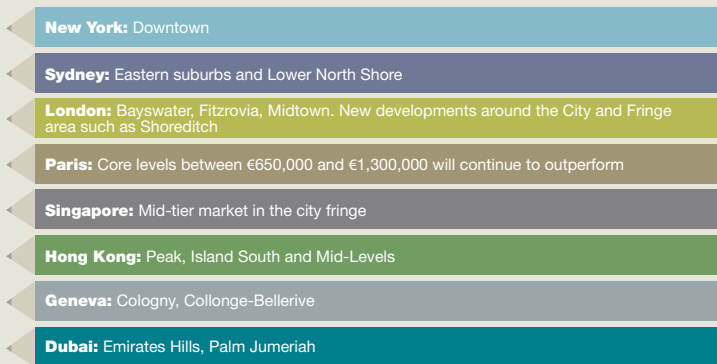 New York: Downtown
Sydney: Eastern suburbs and Lower North Shore
London: Bayswater, Fitzrovia, Midtown. New developments around the City and Fringe
area such as Shoreditch
Paris: Core levels between €650,000 and €1,300,000 will continue to outperform
Singapore: Mid-tier market in the city fringe
Hong Kong: Peak, Island South and Mid-Levels
Geneva: Cologny, Collonge-Bellerive
Dubai: Emirates Hills, Palm Jumeriah